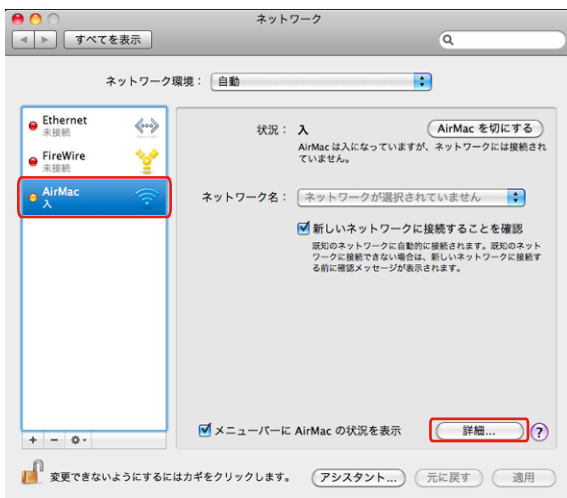 ネットワーク
すべてを表示
ネットワーク環境： 自動
Ethernet
未接続
FireWire
未接続
AirMac
入
状況： 入
AirMac を切にする
AirMac は入になっていますが、ネットワークには接続され
ていません。
ネットワーク名： ネットワークが選択されていません
新しいネットワークに接続することを確認
既知のネットワークに自動的に接続されます。既知のネット
ワークに接続できない場合は、新しいネットワークに接続す
る前に確認メッセージが表示されます。
メニューバーに AirMac の状況を表示
詳細...
?
+ −
変更できないようにするにはカギをクリックします。
アシスタント...
元に戻す
適用